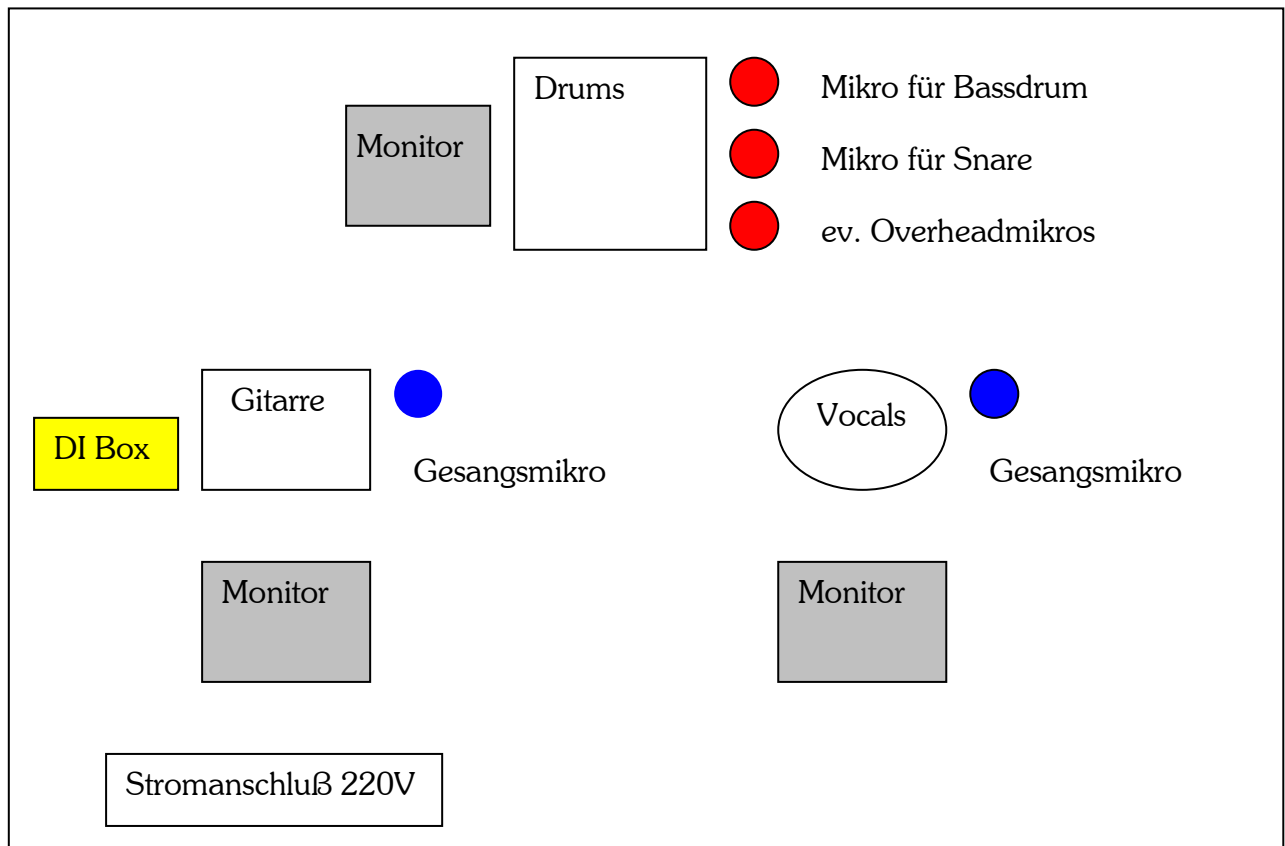 Drums
Mikro für Bassdrum
Monitor
Mikro für Snare
ev. Overheadmikros
Gitarre
Vocals
DI Box
Gesangsmikro
Gesangsmikro
Monitor
Monitor
Stromanschluß 220V